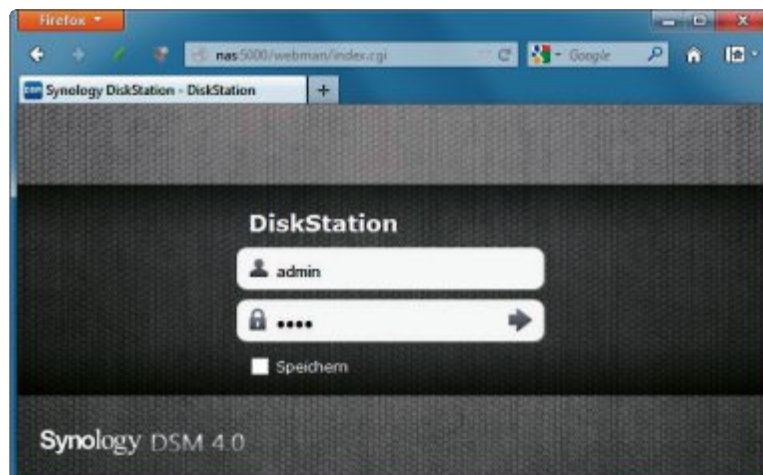 Firefox
nas:5000/webman/index.cgi
Google
Synology DiskStation - DiskStation
DiskStation
admin
••••
Speichern
Synology DSM 4.0